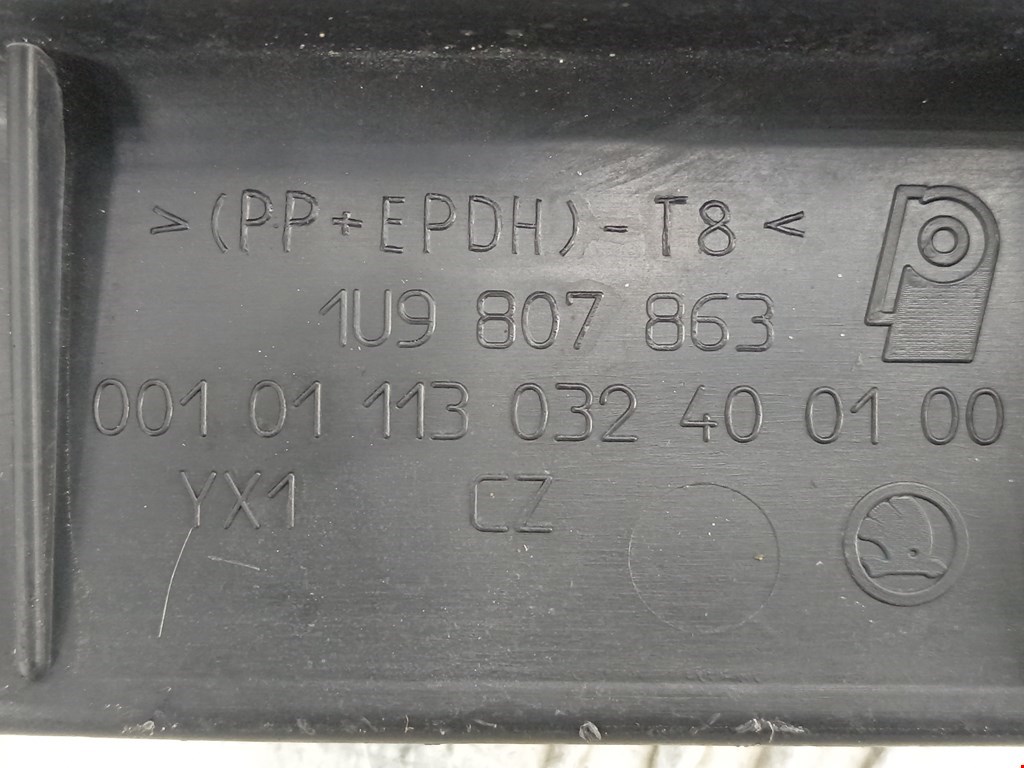 >(PP+EPDH)-T8<
1U9 807 863
001 01 113 032 40 01 00
YX1 CZ